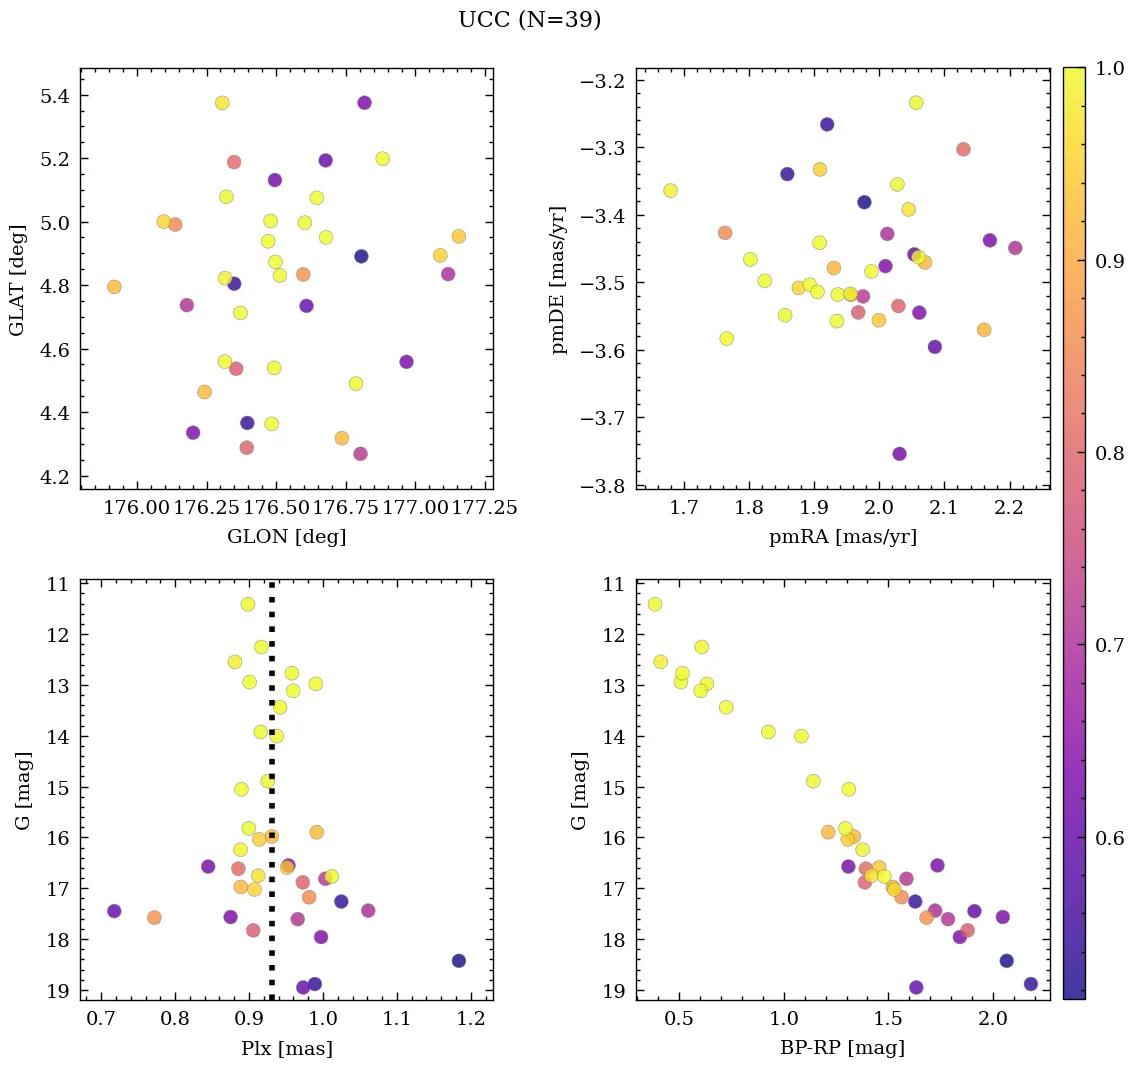 UCC (N=39)
5.4
5.2
5.0
4.8
4.6
4.4
4.2
GLAT [deg]
176.00 176.25 176.50 176.75 177.00 177.25
GLON [deg]
−3.2
−3.3
−3.4
−3.5
−3.6
−3.7
−3.8
pmDE [mas/yr]
1.7 1.8 1.9 2.0 2.1 2.2
pmRA [mas/yr]
1.0
0.9
0.8
0.7
0.6
11
12
13
14
15
16
17
18
19
G [mag]
0.7 0.8 0.9 1.0 1.1 1.2
Plx [mas]
11
12
13
14
15
16
17
18
19
G [mag]
0.5 1.0 1.5 2.0
BP-RP [mag]